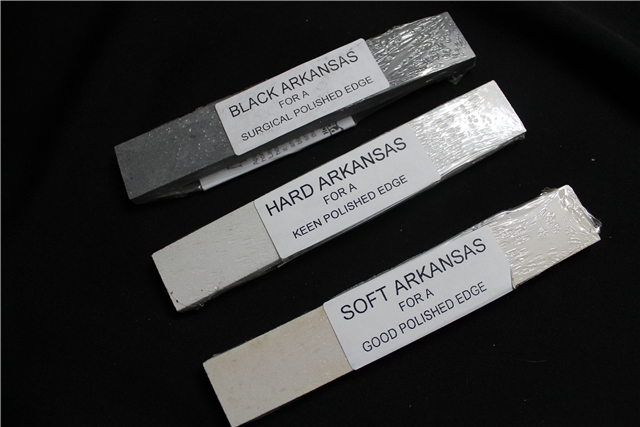 BLACK ARKANSAS
FOR A
SURGICAL POLISHED EDGE
HARD ARKANSAS
FOR A
KEEN POLISHED EDGE
SOFT ARKANSAS
FOR A
GOOD POLISHED EDGE